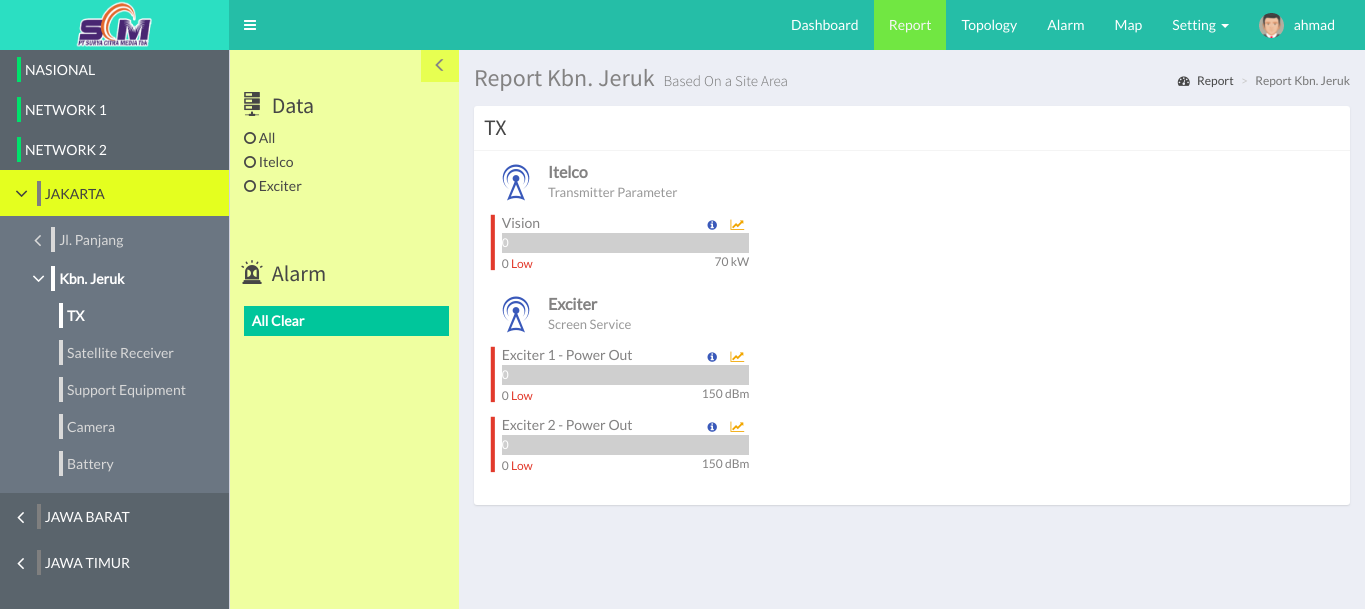 SCM
PT SURYA CITRA MEDIA Tbk
Dashboard
Report
Topology
Alarm
Map
Setting
ahmad
NASIONAL
NETWORK 1
NETWORK 2
JAKARTA
Jl. Panjang
Kbn. Jeruk
TX
Satellite Receiver
Support Equipment
Camera
Battery
JAWA BARAT
JAWA TIMUR
Data
All
Itelco
Exciter
Alarm
All Clear
Report Kbn. Jeruk Based On a Site Area
Report > Report Kbn. Jeruk
TX
Itelco
Transmitter Parameter
Vision
0
0 Low 70 kW
Exciter
Screen Service
Exciter 1 - Power Out
0
0 Low 150 dBm
Exciter 2 - Power Out
0
0 Low 150 dBm